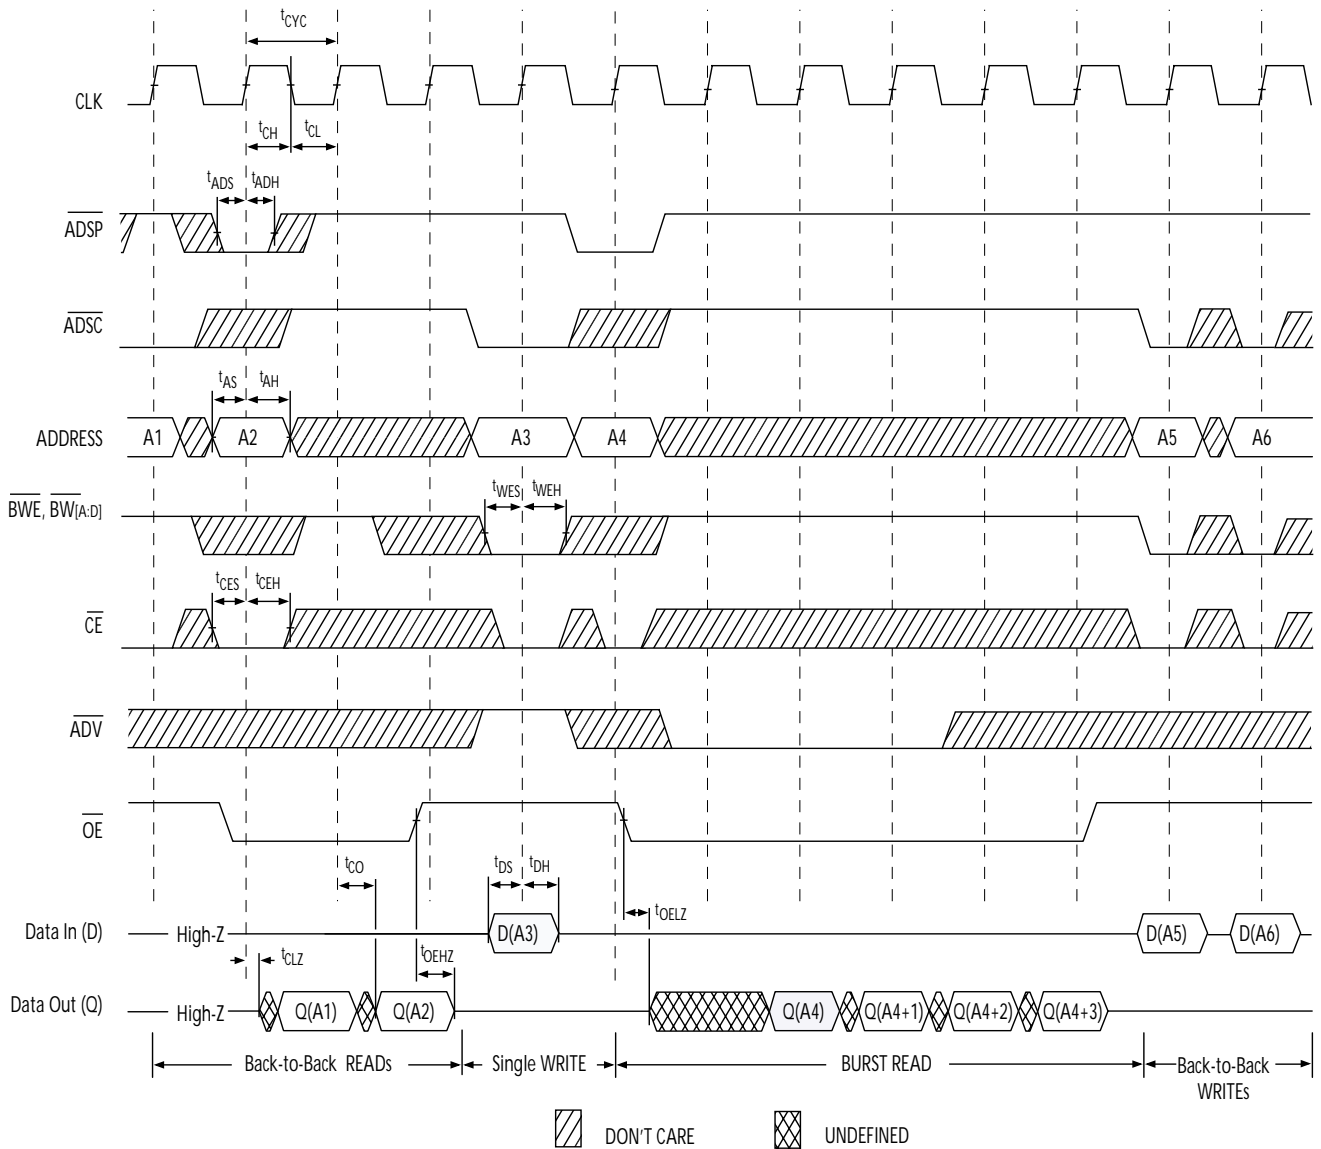 tCYC
CLK
tCH tCL
tADS tADH
ADSP
ADSC
tAS tAH
ADDRESS A1 A2 A3 A4 A5 A6
tWES tWEH
BWE, BW[A:D]
tCES tCEH
CE
ADV
OE
tCO tDS tDH
tOELZ
Data In (D) High-Z D(A3) D(A5) D(A6)
tCLZ tOEHZ
Data Out (Q) High-Z Q(A1) Q(A2) Q(A4) Q(A4+1) Q(A4+2) Q(A4+3)
Back-to-Back READs Single WRITE BURST READ Back-to-Back
WRITEs
DON'T CARE UNDEFINED